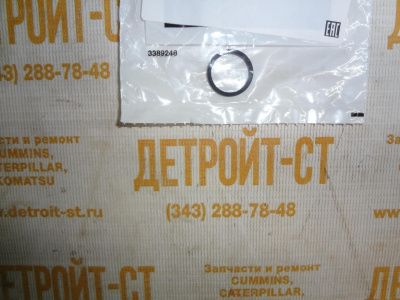 EAC
3389248
(343) 288-78-48
Запчасти и ремонт
CUMMINS,
CATERPILLAR,
KOMATSU
www.detroit-st.ru
ДЕТРОЙТ-СТ
(343) 288-78-48
ДЕТРОЙТ-СТ
Запчасти и ремонт
CUMMINS,
CATERPILLAR,